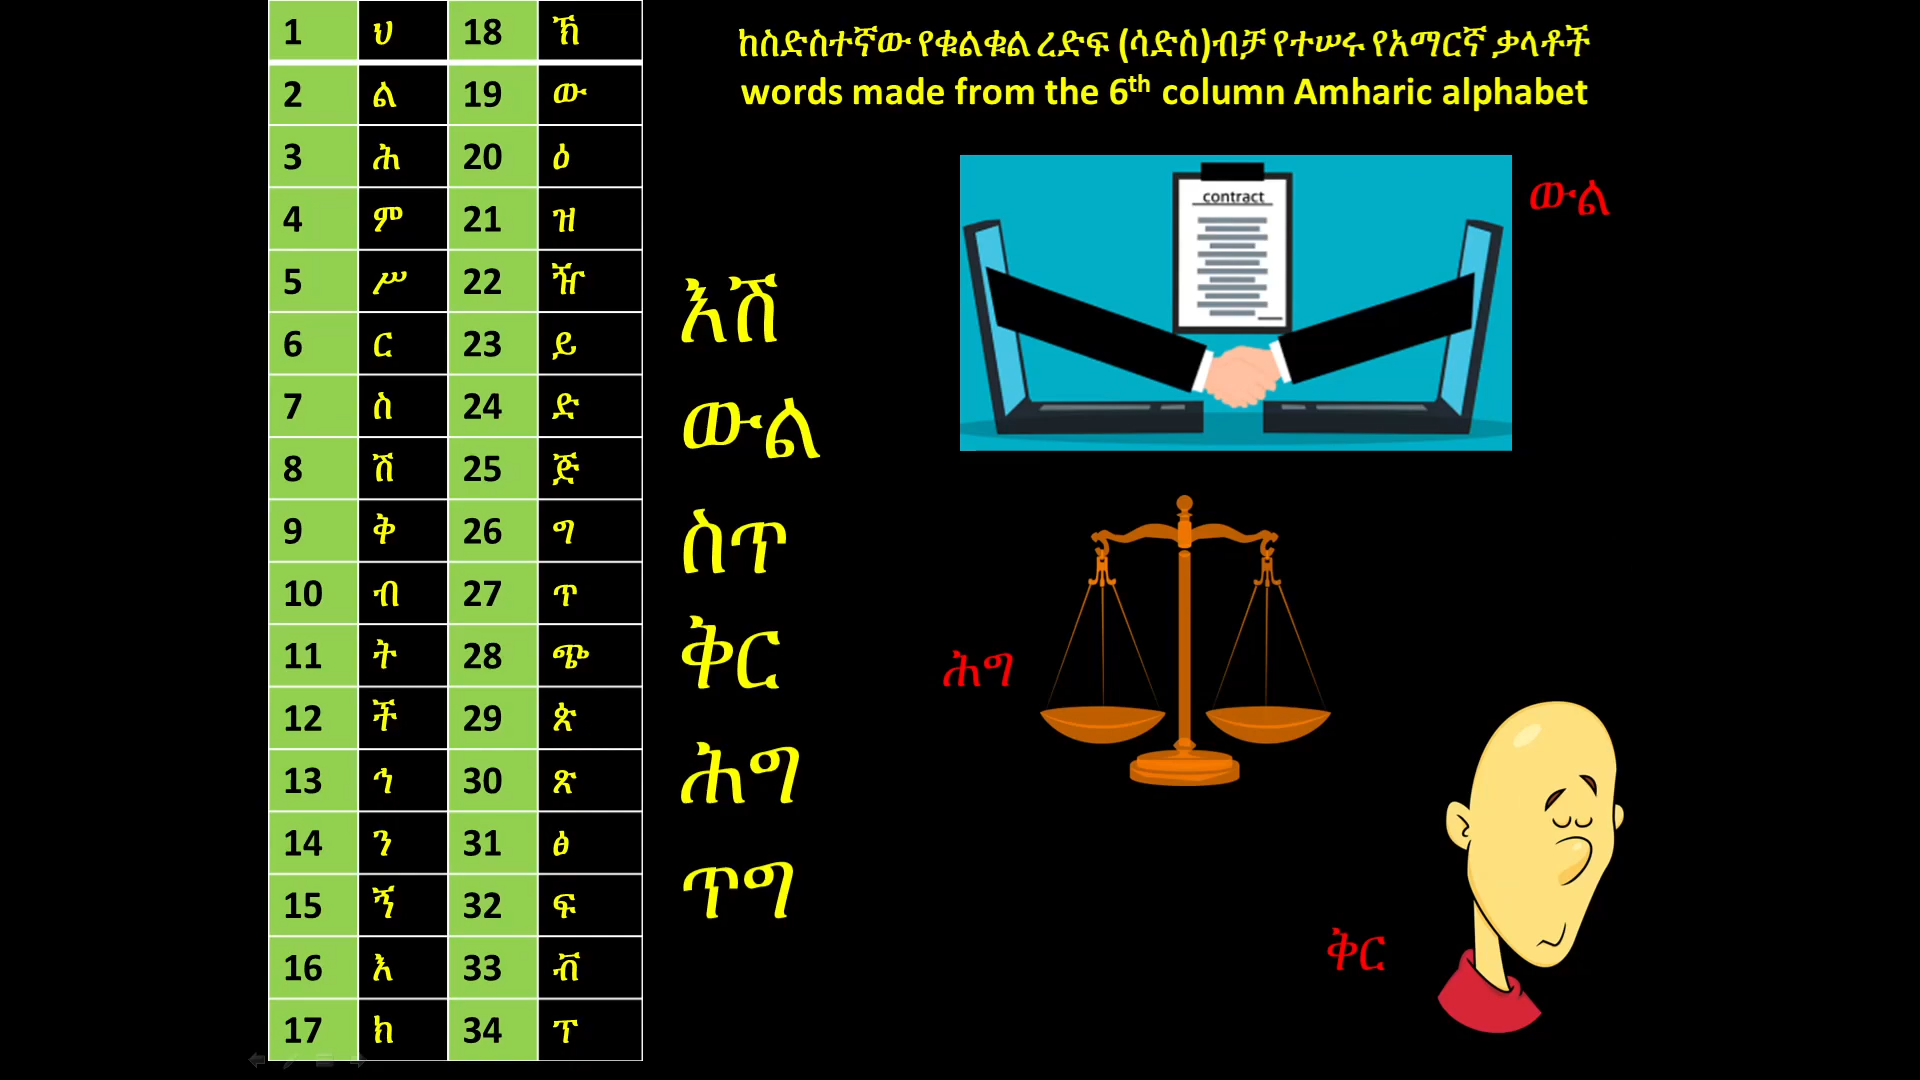 ከስድስተኛው የቁልቁል ረድፍ (ሳድስ)ብቻ የተሠሩ የአማርኛ ቃላቶች
words made from the 6th column Amharic alphabet
1 ህ 18 ኽ
2 ል 19 ው
3 ሕ 20 ዕ
4 ም 21 ዝ
5 ሥ 22 ዥ
6 ር 23 ይ
7 ስ 24 ድ
8 ሽ 25 ጅ
9 ቅ 26 ግ
10 ብ 27 ጥ
11 ት 28 ጭ
12 ች 29 ጵ
13 ኅ 30 ጽ
14 ን 31 ፅ
15 ኝ 32 ፍ
16 እ 33 ቭ
17 ክ 34 ፕ
እሽ
ውል
ስጥ
ቅር
ሕግ
ጥግ
contract
ውል
ሕግ
ቅር